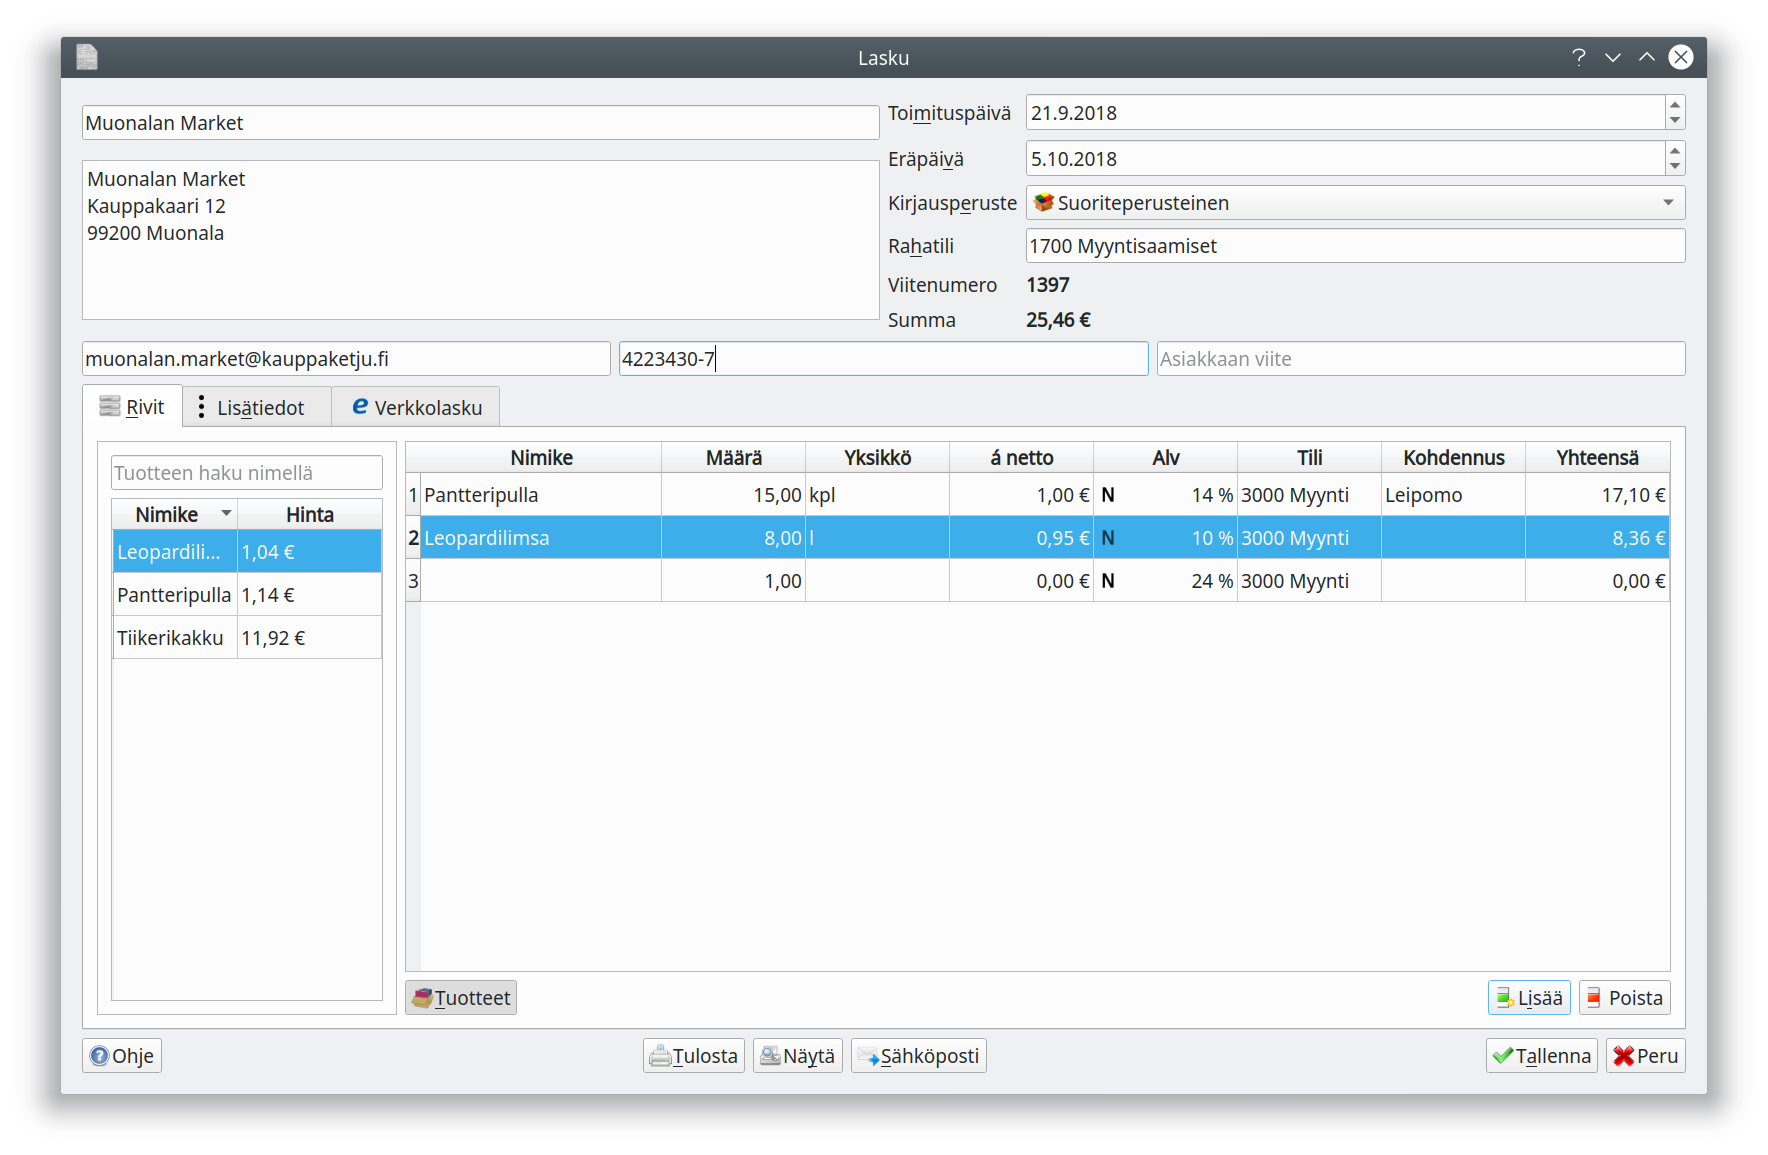 Lasku
Muonalan Market
Toimituspäivä 21.9.2018
Muonalan Market
Kauppakaari 12
99200 Muonala
Eräpäivä 5.10.2018
Kirjausperuste Suoriteperusteinen
Rahatili 1700 Myyntisaamiset
Viitenumero 1397
Summa 25,46 €
muonalan.market@kauppaketju.fi 4223430-7 Asiakkaan viite
Rivit Lisätiedot Verkkolasku
Tuotteen haku nimellä
Nimike Hinta
Leopardili... 1,04 €
Pantteripulla 1,14 €
Tiikerikakku 11,92 €
Nimike Määrä Yksikkö á netto Alv Tili Kohdennus Yhteensä
1 Pantteripulla 15,00 kpl 1,00 € N 14 % 3000 Myynti Leipomo 17,10 €
2 Leopardilimsa 8,00 l 0,95 € N 10 % 3000 Myynti 8,36 €
3 1,00 0,00 € N 24 % 3000 Myynti 0,00 €
Tuotteet Lisää Poista
Ohje Tulosta Näytä Sähköposti Tallenna Peru